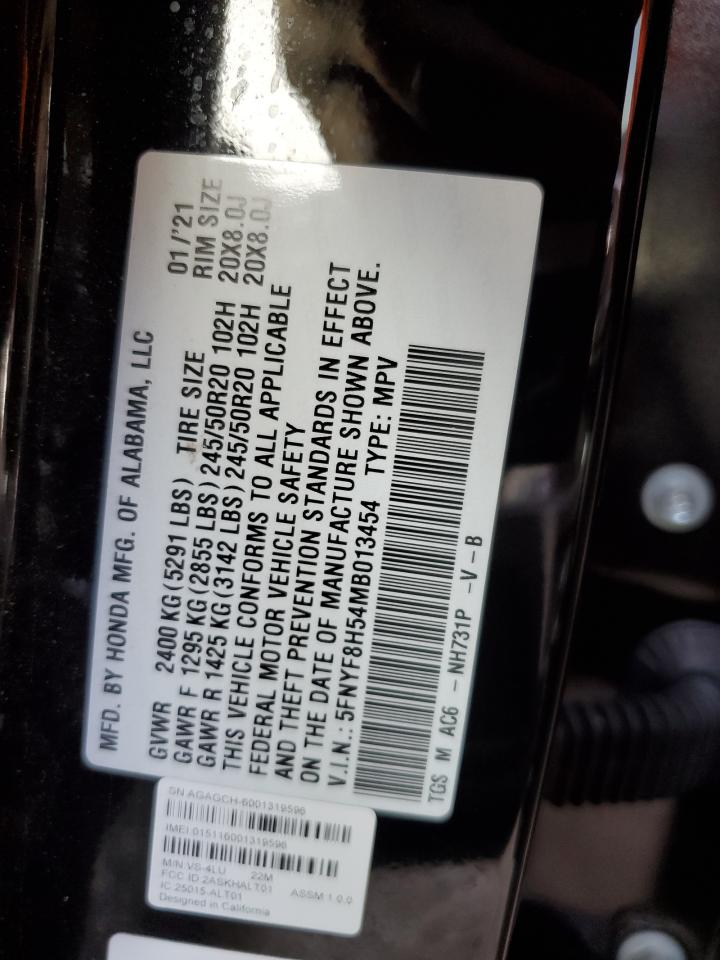 MFD. BY HONDA MFG. OF ALABAMA, LLC
01/'21
GVWR 2400 KG (5291 LBS) TIRE SIZE RIM SIZE
GAWR F 1295 KG (2855 LBS) 245/50R20 102H 20X8.0J
GAWR R 1425 KG (3142 LBS) 245/50R20 102H 20X8.0J
THIS VEHICLE CONFORMS TO ALL APPLICABLE
FEDERAL MOTOR VEHICLE SAFETY
AND THEFT PREVENTION STANDARDS IN EFFECT
ON THE DATE OF MANUFACTURE SHOWN ABOVE.
V.I.N.: 5FNYF8H54MB013454 TYPE: MPV
TGS M AC6 - NH731P -V-B
SN AGAGCH-6001319596
IMEI:015116001319596
M/N:VS-4LU 22M
FCC ID:2ASKHALT01
IC:25015-ALT01 ASSM 1.0.0
Designed in California